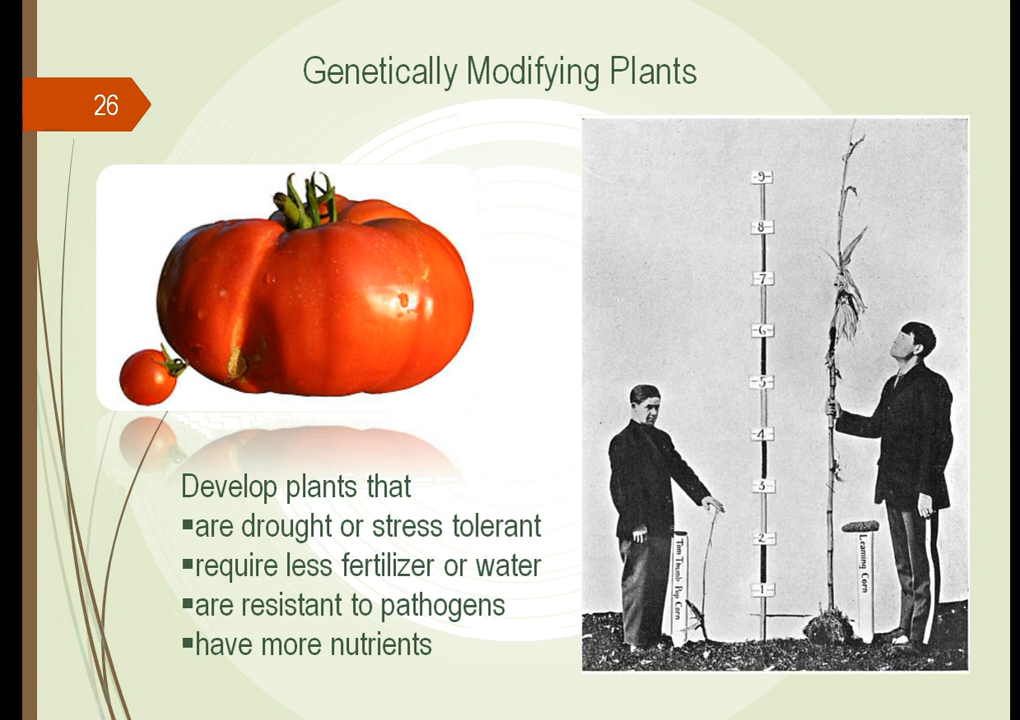 Genetically Modifying Plants
26
Develop plants that
▪are drought or stress tolerant
▪require less fertilizer or water
▪are resistant to pathogens
▪have more nutrients
-9-
-8-
-7-
-6-
-5-
-4-
-3-
-2-
-1-
Tom Thumb Pop Corn
Leaming Corn